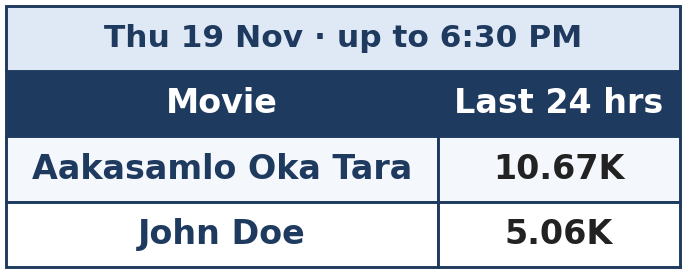 Thu 19 Nov · up to 6:30 PM
Movie Last 24 hrs
Aakasamlo Oka Tara 10.67K
John Doe 5.06K